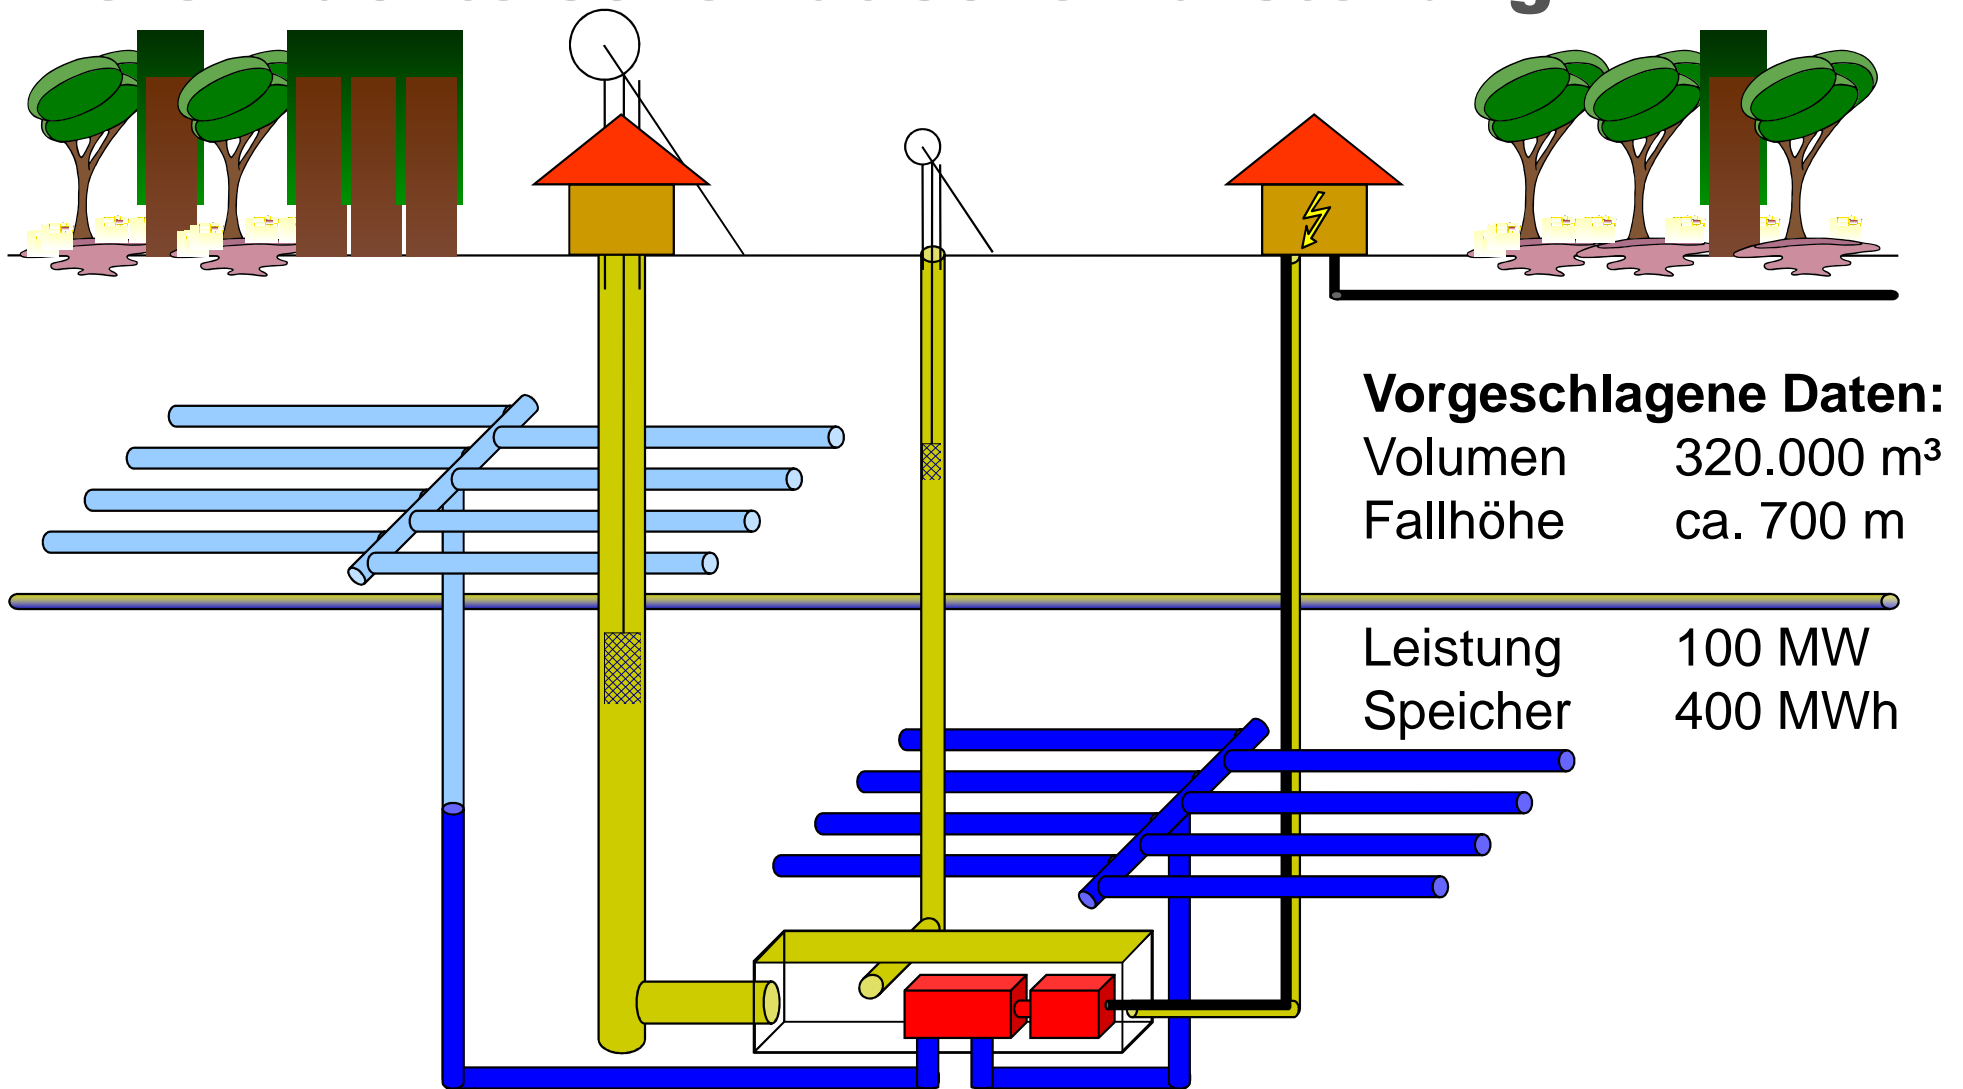 Vorgeschlagene Daten:
Volumen 320.000 m³
Fallhöhe ca. 700 m
Leistung 100 MW
Speicher 400 MWh